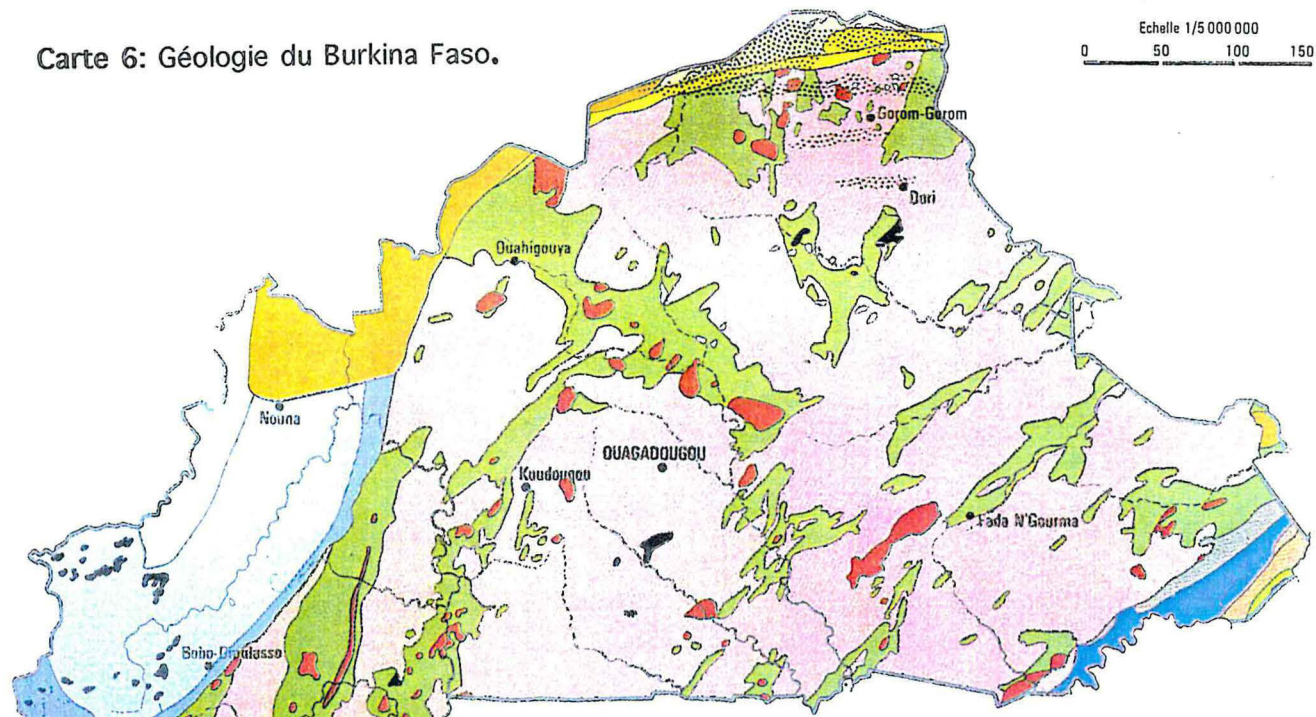 Carte 6: Géologie du Burkina Faso.
Echelle 1/5 000 000
0 50 100 150
Gorom-Gorom
Dori
Ouahigouya
Nouna
OUAGADOUGOU
Koudougou
Fada N'Gourma
Bobo-Dioulasso